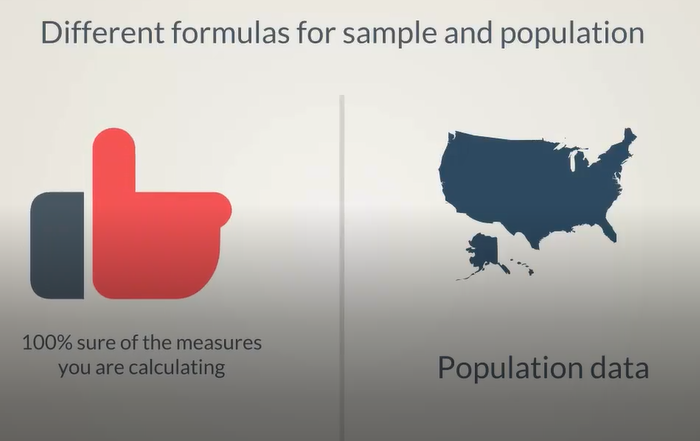 Different formulas for sample and population
100% sure of the measures
you are calculating
Population data